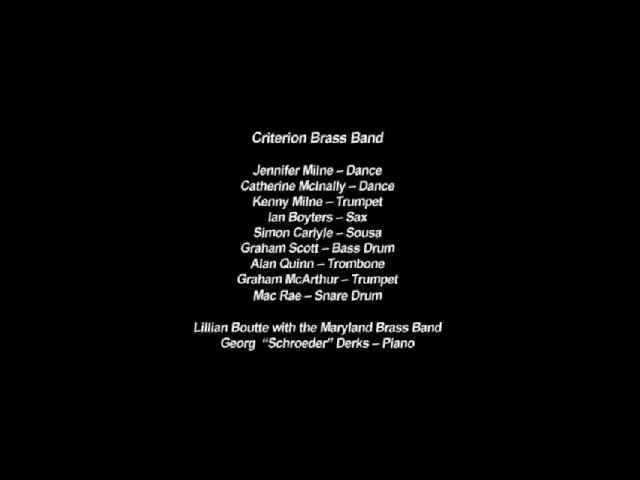 Criterion Brass Band
Jennifer Milne – Dance
Catherine McInally – Dance
Kenny Milne – Trumpet
Ian Boyters – Sax
Simon Carlyle – Sousa
Graham Scott – Bass Drum
Alan Quinn – Trombone
Graham McArthur – Trumpet
Mac Rae – Snare Drum
Lillian Boutte with the Maryland Brass Band
Georg “Schroeder” Derks – Piano